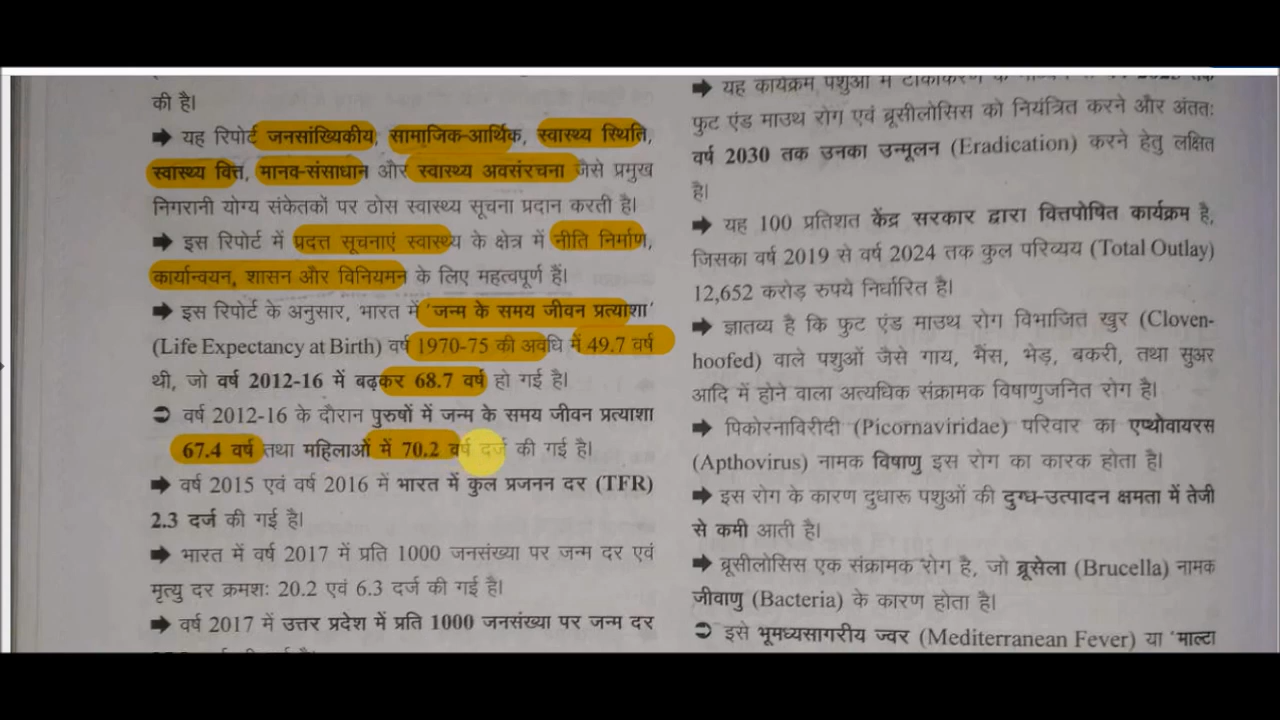 की है।
➡ यह रिपोर्ट जनसांख्यिकीय, सामाजिक-आर्थिक, स्वास्थ्य स्थिति,
स्वास्थ्य वित्त, मानव-संसाधान और स्वास्थ्य अवसंरचना जैसे प्रमुख
निगरानी योग्य संकेतकों पर ठोस स्वास्थ्य सूचना प्रदान करती है।
➡ इस रिपोर्ट में प्रदत्त सूचनाएं स्वास्थ्य के क्षेत्र में नीति निर्माण,
कार्यान्वयन, शासन और विनियमन के लिए महत्वपूर्ण हैं।
➡ इस रिपोर्ट के अनुसार, भारत में 'जन्म के समय जीवन प्रत्याशा'
(Life Expectancy at Birth) वर्ष 1970-75 की अवधि में 49.7 वर्ष
थी, जो वर्ष 2012-16 में बढ़कर 68.7 वर्ष हो गई है।
➲ वर्ष 2012-16 के दौरान पुरुषों में जन्म के समय जीवन प्रत्याशा
67.4 वर्ष तथा महिलाओं में 70.2 वर्ष दर्ज की गई है।
➡ वर्ष 2015 एवं वर्ष 2016 में भारत में कुल प्रजनन दर (TFR)
2.3 दर्ज की गई है।
➡ भारत में वर्ष 2017 में प्रति 1000 जनसंख्या पर जन्म दर एवं
मृत्यु दर क्रमशः 20.2 एवं 6.3 दर्ज की गई है।
➡ वर्ष 2017 में उत्तर प्रदेश में प्रति 1000 जनसंख्या पर जन्म दर
➡ यह कार्यक्रम पशुओं में टीकाकरण के
फुट एंड माउथ रोग एवं ब्रूसीलोसिस को नियंत्रित करने और अंततः
वर्ष 2030 तक उनका उन्मूलन (Eradication) करने हेतु लक्षित
है।
➡ यह 100 प्रतिशत केंद्र सरकार द्वारा वित्तपोषित कार्यक्रम है,
जिसका वर्ष 2019 से वर्ष 2024 तक कुल परिव्यय (Total Outlay)
12,652 करोड़ रुपये निर्धारित है।
➡ ज्ञातव्य है कि फुट एंड माउथ रोग विभाजित खुर (Cloven-
hoofed) वाले पशुओं जैसे गाय, भैंस, भेड़, बकरी, तथा सुअर
आदि में होने वाला अत्यधिक संक्रामक विषाणुजनित रोग है।
➡ पिकोरनाविरीदी (Picornaviridae) परिवार का एफ्थोवायरस
(Apthovirus) नामक विषाणु इस रोग का कारक होता है।
➡ इस रोग के कारण दुधारू पशुओं की दुग्ध-उत्पादन क्षमता में तेजी
से कमी आती है।
➡ ब्रूसीलोसिस एक संक्रामक रोग है, जो ब्रूसेला (Brucella) नामक
जीवाणु (Bacteria) के कारण होता है।
➲ इसे भूमध्यसागरीय ज्वर (Mediterranean Fever) या 'माल्टा